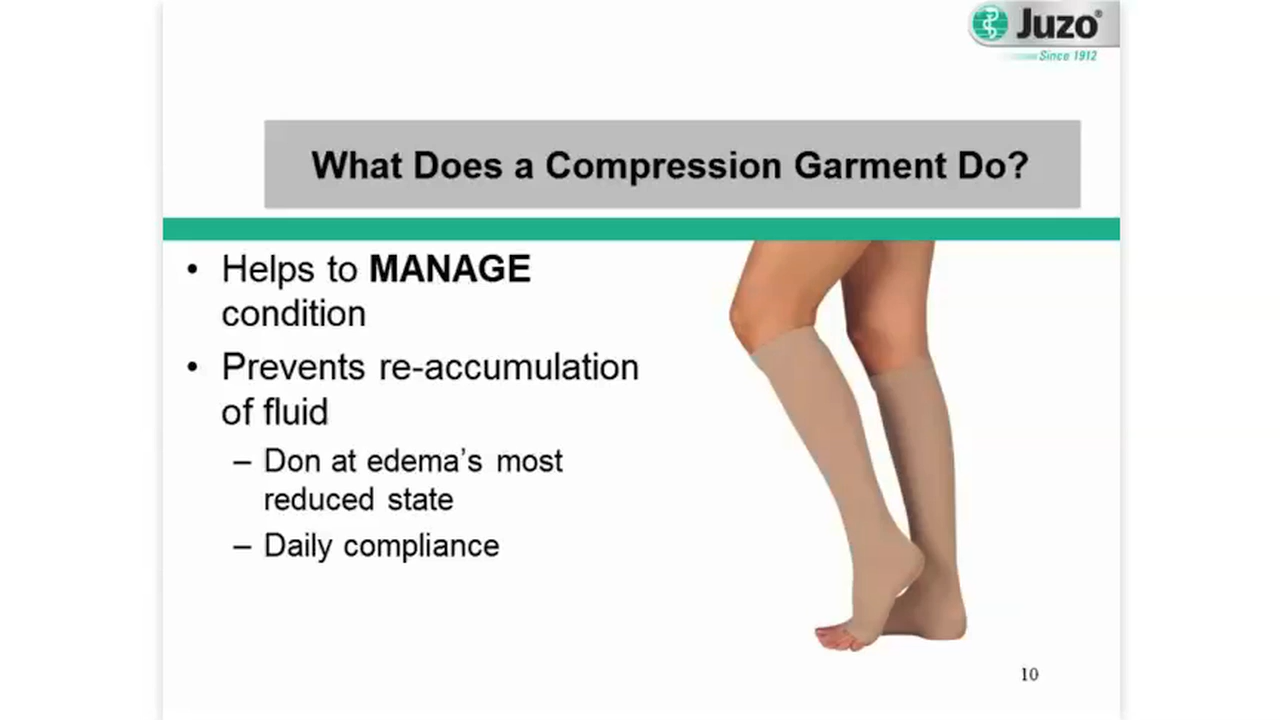 Juzo®
Since 1912
What Does a Compression Garment Do?
• Helps to MANAGE
condition
• Prevents re-accumulation
of fluid
– Don at edema’s most
reduced state
– Daily compliance
10